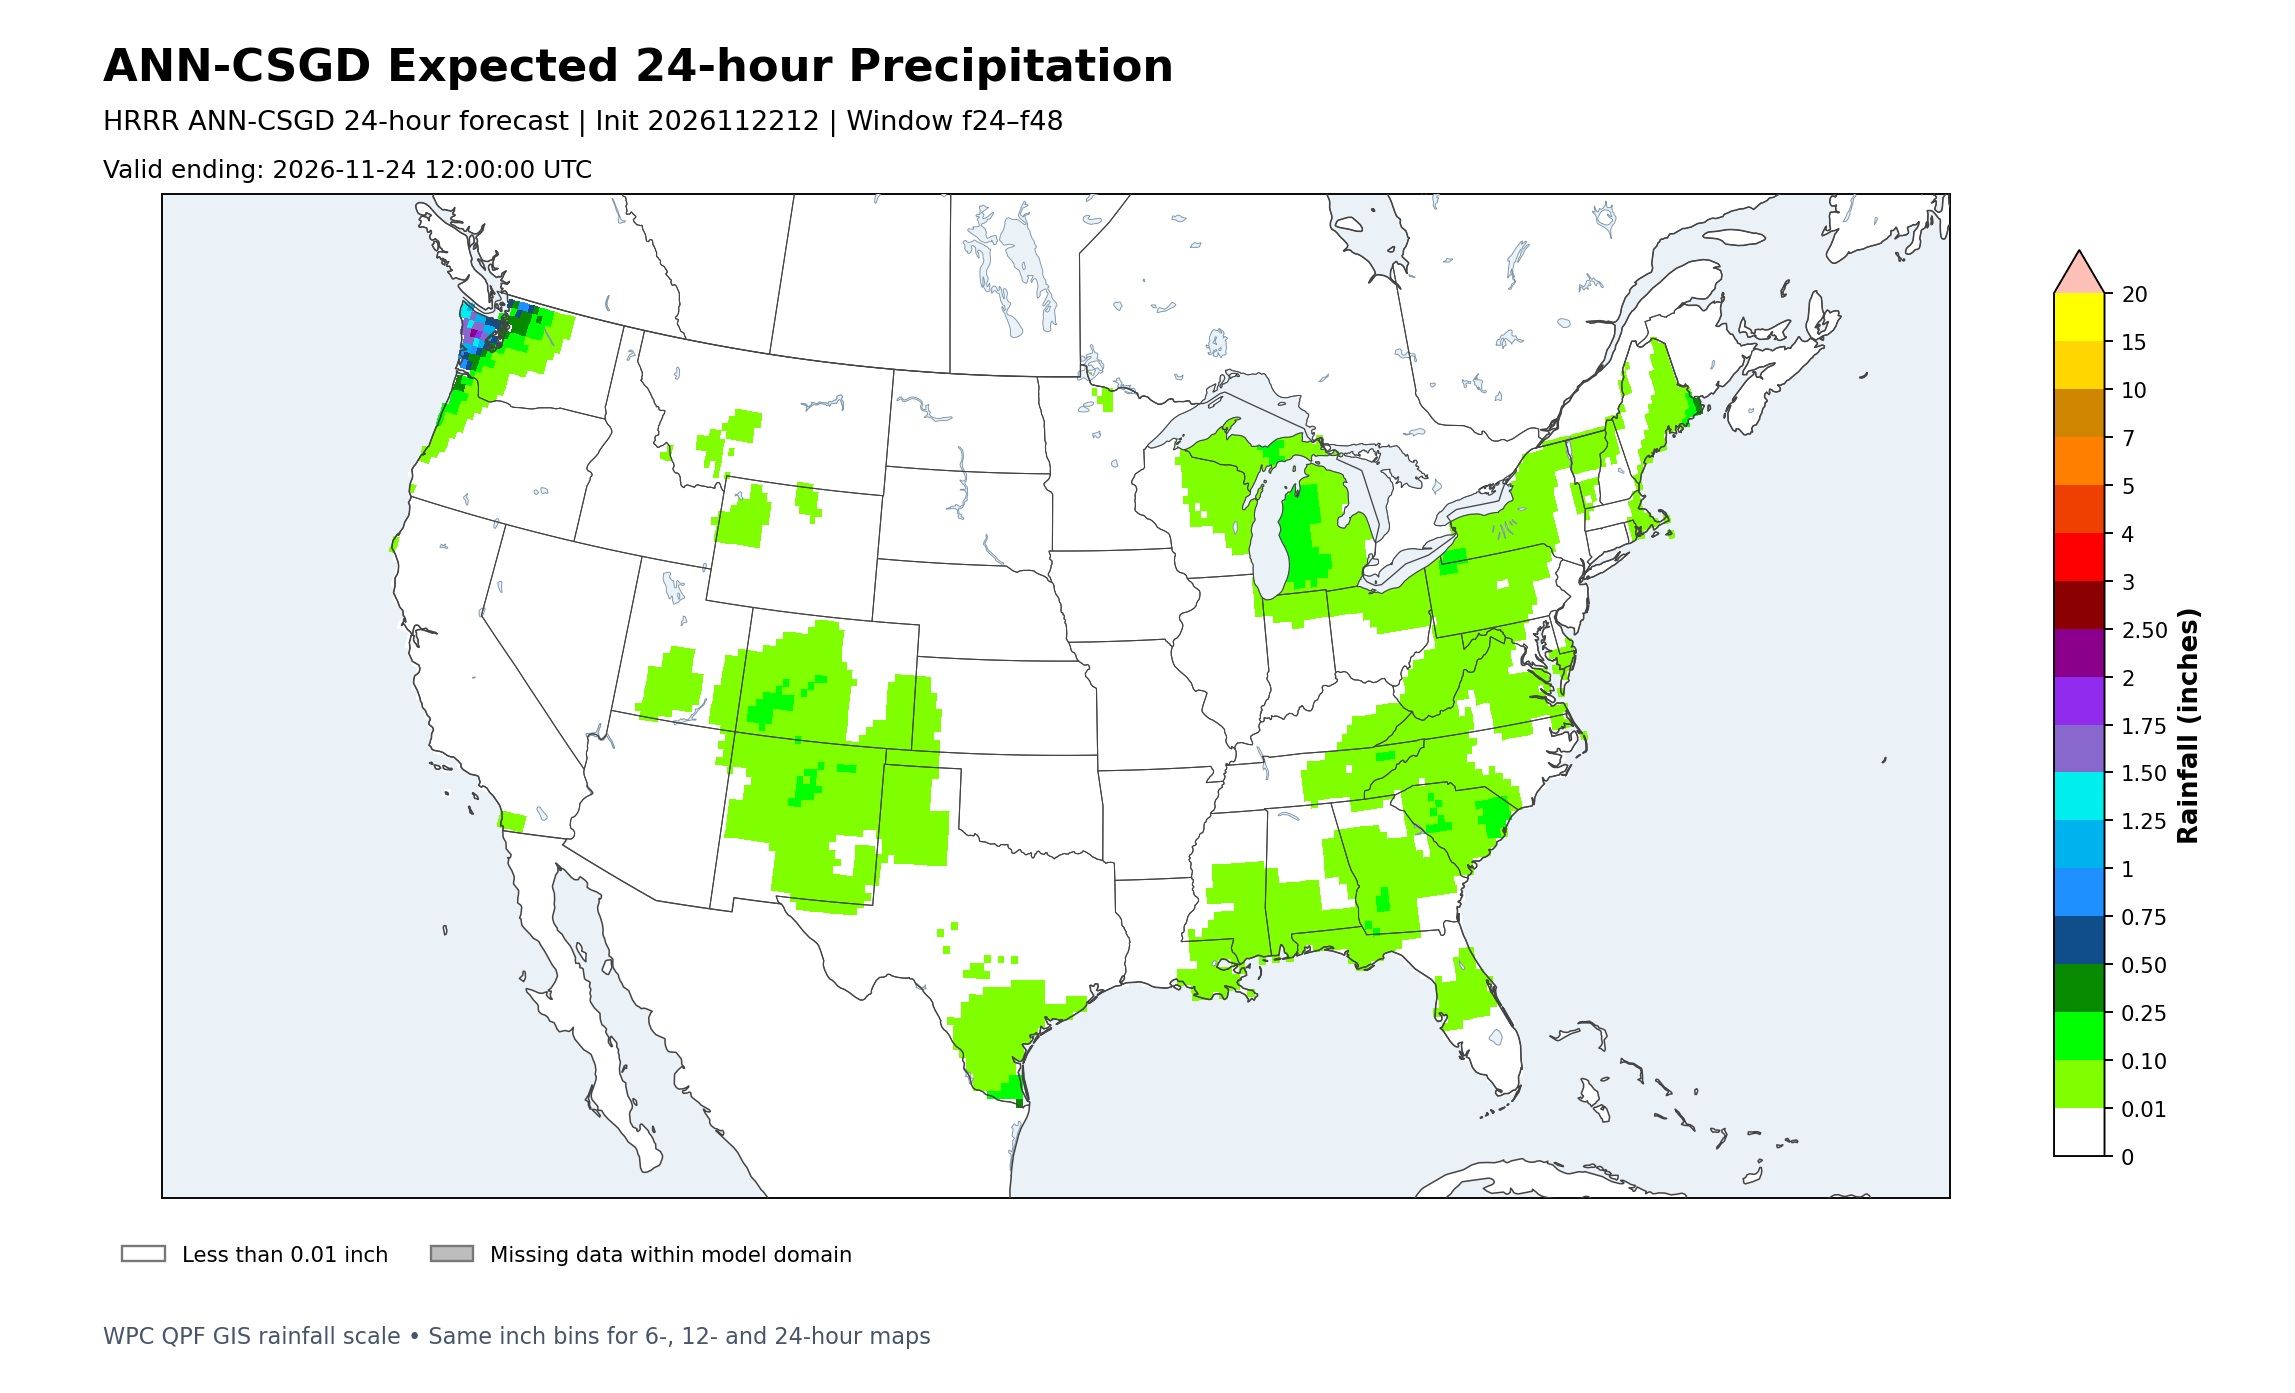 ANN-CSGD Expected 24-hour Precipitation
HRRR ANN-CSGD 24-hour forecast | Init 2026112212 | Window f24–f48
Valid ending: 2026-11-24 12:00:00 UTC
20
15
10
7
5
4
3
2.50
2
1.75
1.50
1.25
1
0.75
0.50
0.25
0.10
0.01
0
Rainfall (inches)
Less than 0.01 inch
Missing data within model domain
WPC QPF GIS rainfall scale • Same inch bins for 6-, 12- and 24-hour maps